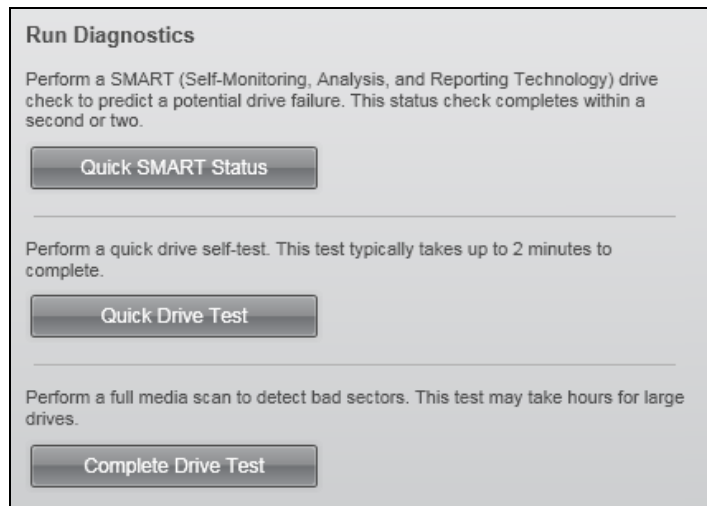 Run Diagnostics
Perform a SMART (Self-Monitoring, Analysis, and Reporting Technology) drive
check to predict a potential drive failure. This status check completes within a
second or two.
Quick SMART Status
Perform a quick drive self-test. This test typically takes up to 2 minutes to
complete.
Quick Drive Test
Perform a full media scan to detect bad sectors. This test may take hours for large
drives.
Complete Drive Test